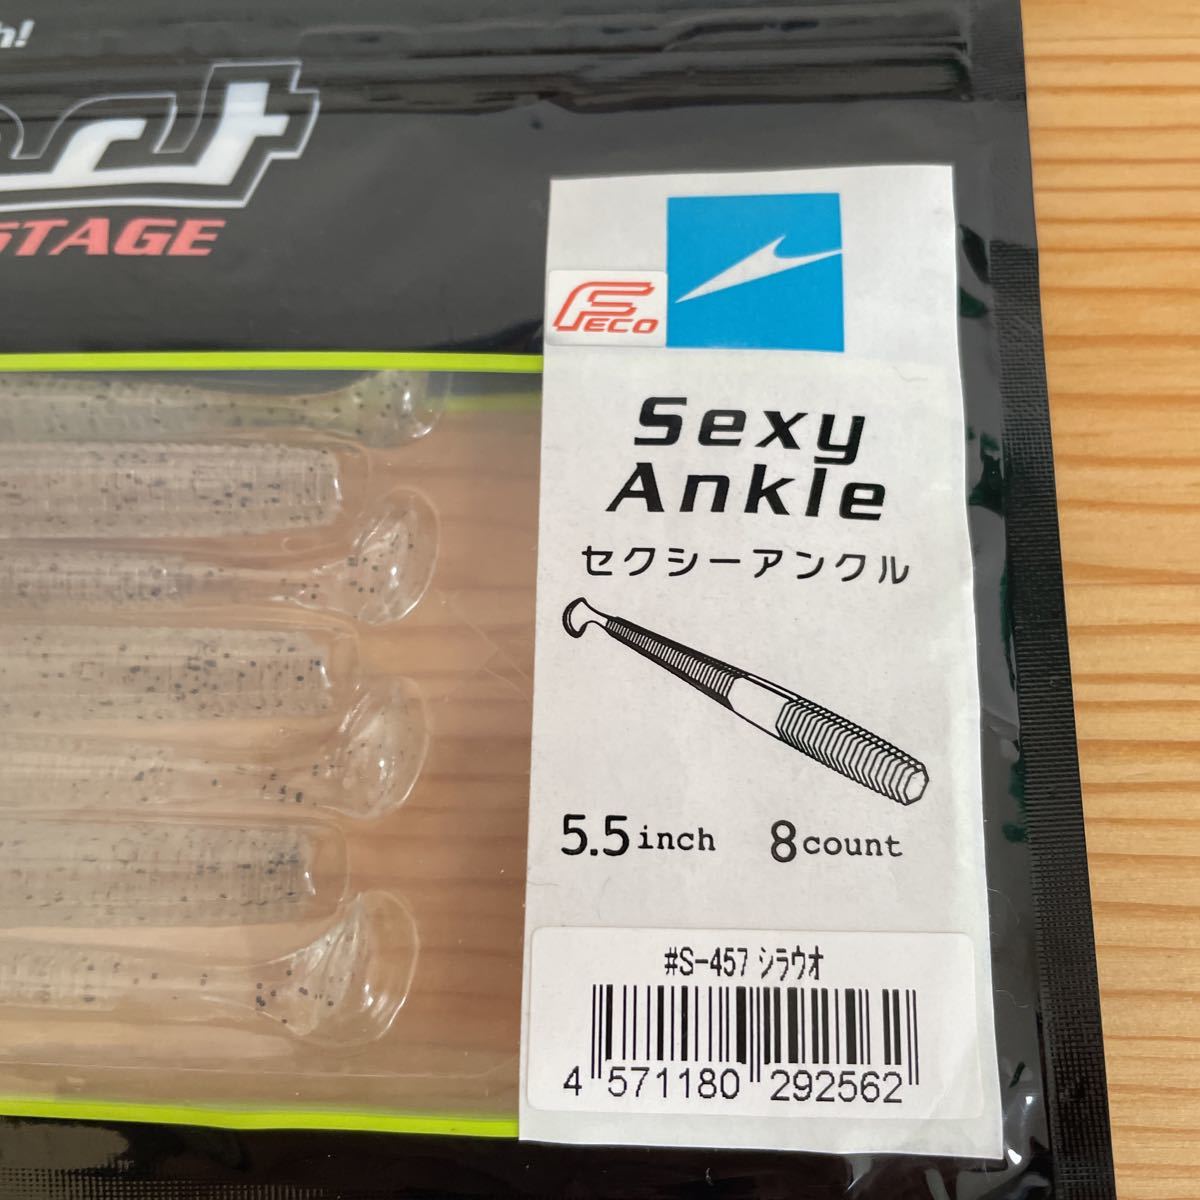 STAGE
FECO
Sexy
Ankle
セクシーアンクル
5.5inch 8count
#S-457 シラウオ
4 571180 292562